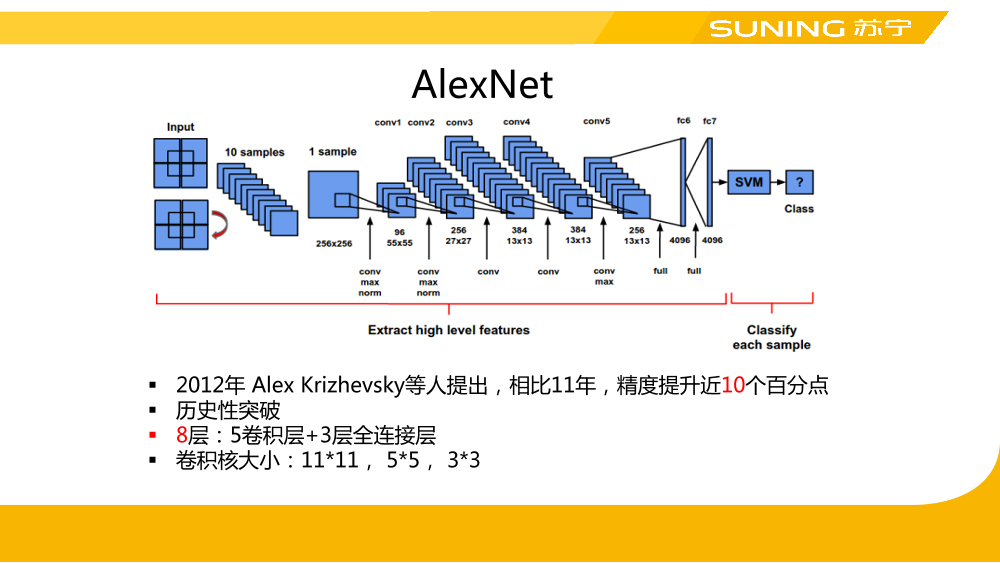 SUNING 苏宁
AlexNet
conv1 conv2 conv3 conv4 conv5 fc6 fc7
Input
10 samples
1 sample
SVM
?
Class
256x256
96
55x55
256
27x27
384
13x13
384
13x13
256
13x13
4096
4096
conv
max
norm
conv
max
norm
conv
conv
conv
max
full
full
Extract high level features
Classify
each sample
▪ 2012年 Alex Krizhevsky等人提出，相比11年，精度提升近10个百分点
▪ 历史性突破
▪ 8层：5卷积层+3层全连接层
▪ 卷积核大小：11*11， 5*5， 3*3